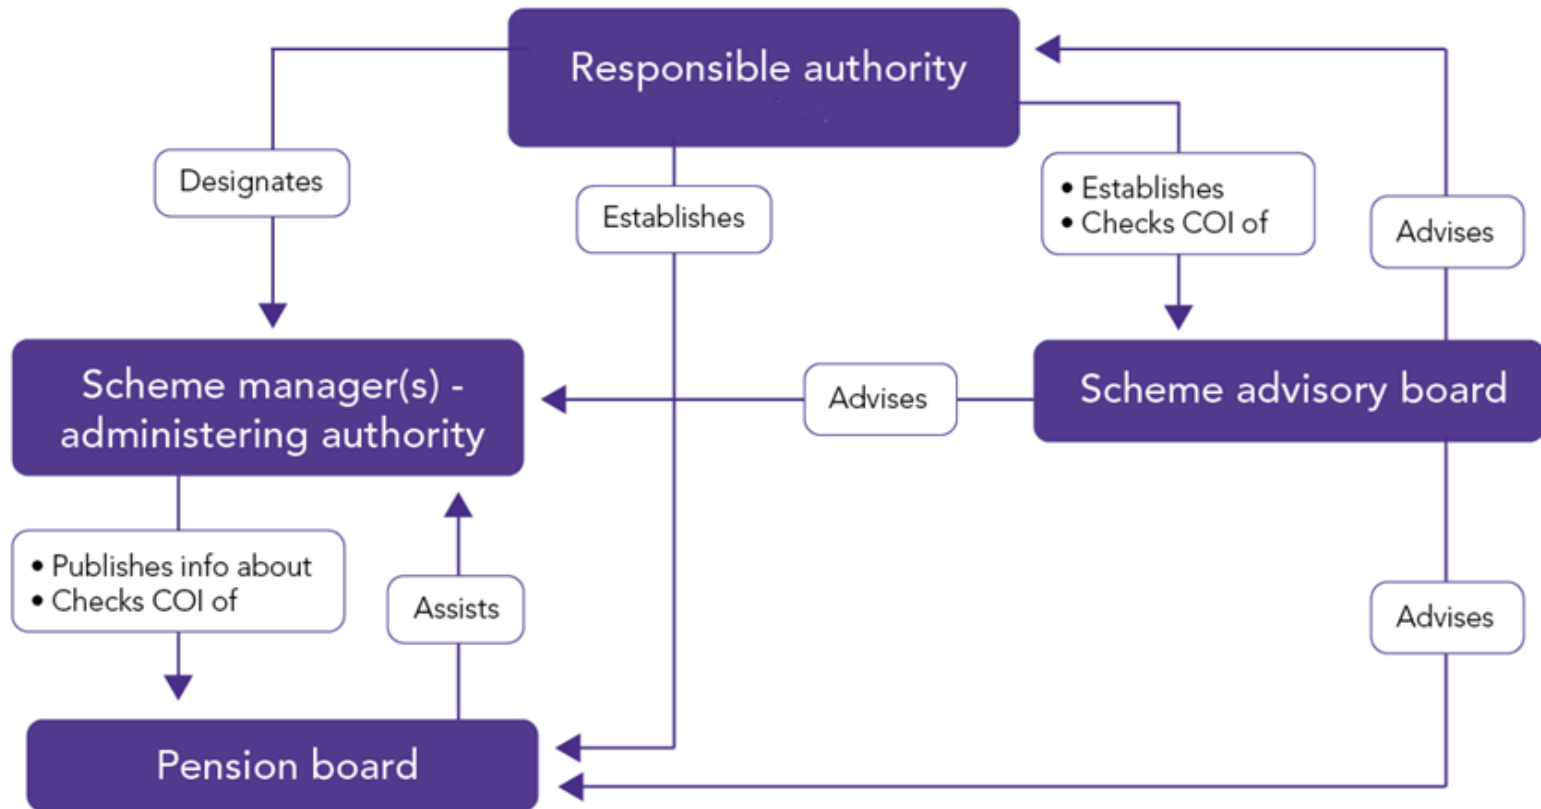 Responsible authority
Designates
Establishes
• Establishes
• Checks COI of
Advises
Scheme manager(s) -
administering authority
Advises
Scheme advisory board
• Publishes info about
• Checks COI of
Assists
Advises
Pension board